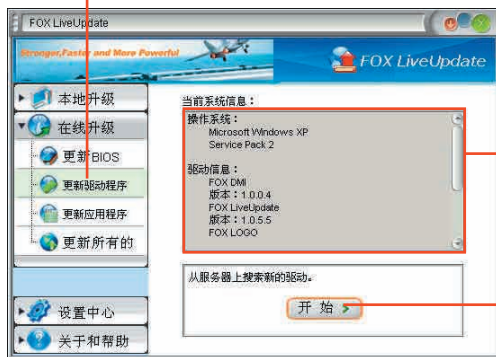 FOX LiveUpdate
Stronger,Faster and More Powerful
FOX LiveUpdate
本地升级
在线升级
更新BIOS
更新驱动程序
更新应用程序
更新所有的
设置中心
关于和帮助
当前系统信息：
操作系统：
Microsoft Windows XP
Service Pack 2
驱动信息：
FOX DMI
版本：1.0.0.4
FOX LiveUpdate
版本：1.0.5.5
FOX LOGO
从服务器上搜索新的驱动。
开 始